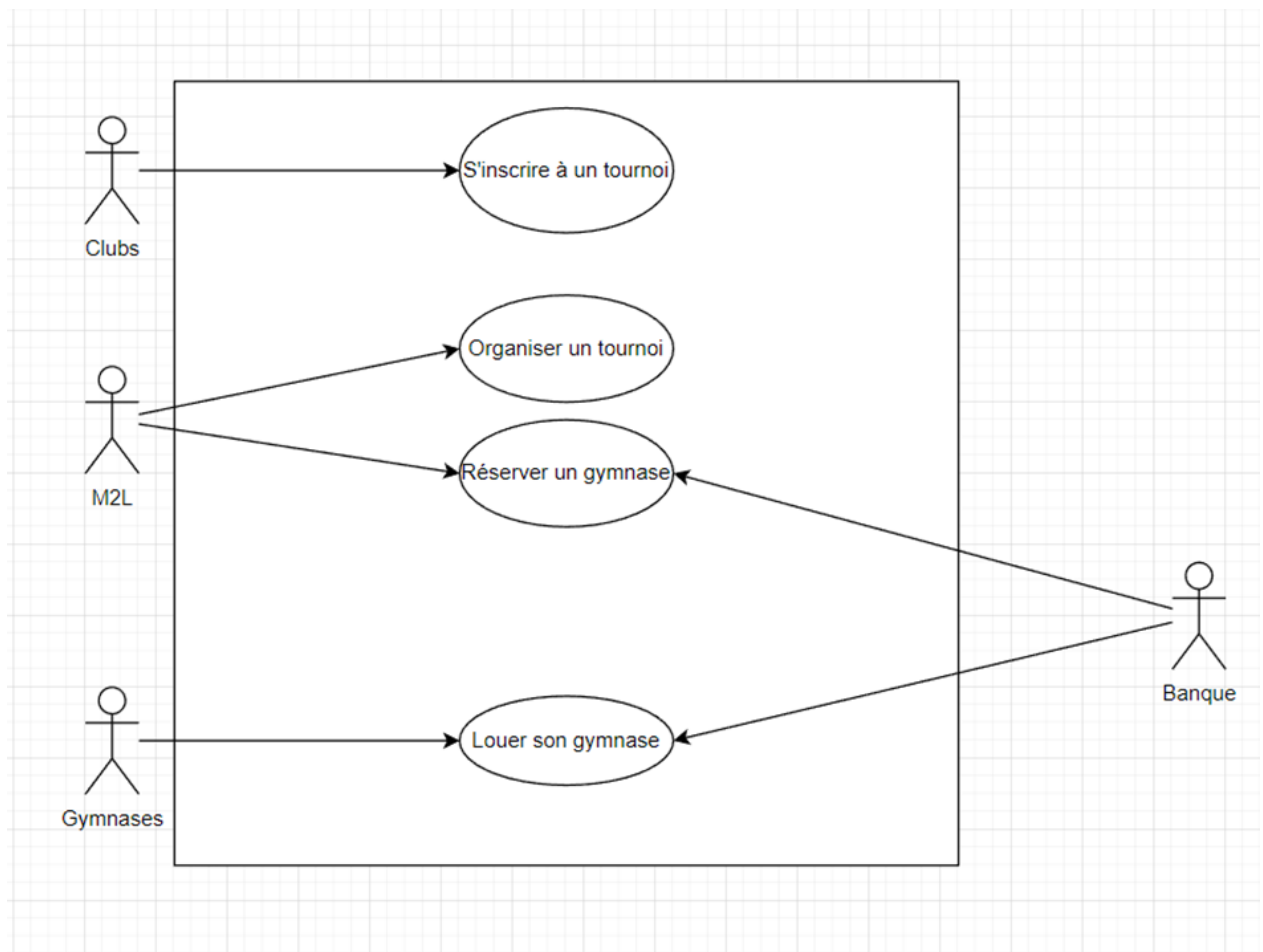 S'inscrire à un tournoi
Clubs
Organiser un tournoi
Réserver un gymnase
M2L
Banque
Louer son gymnase
Gymnases